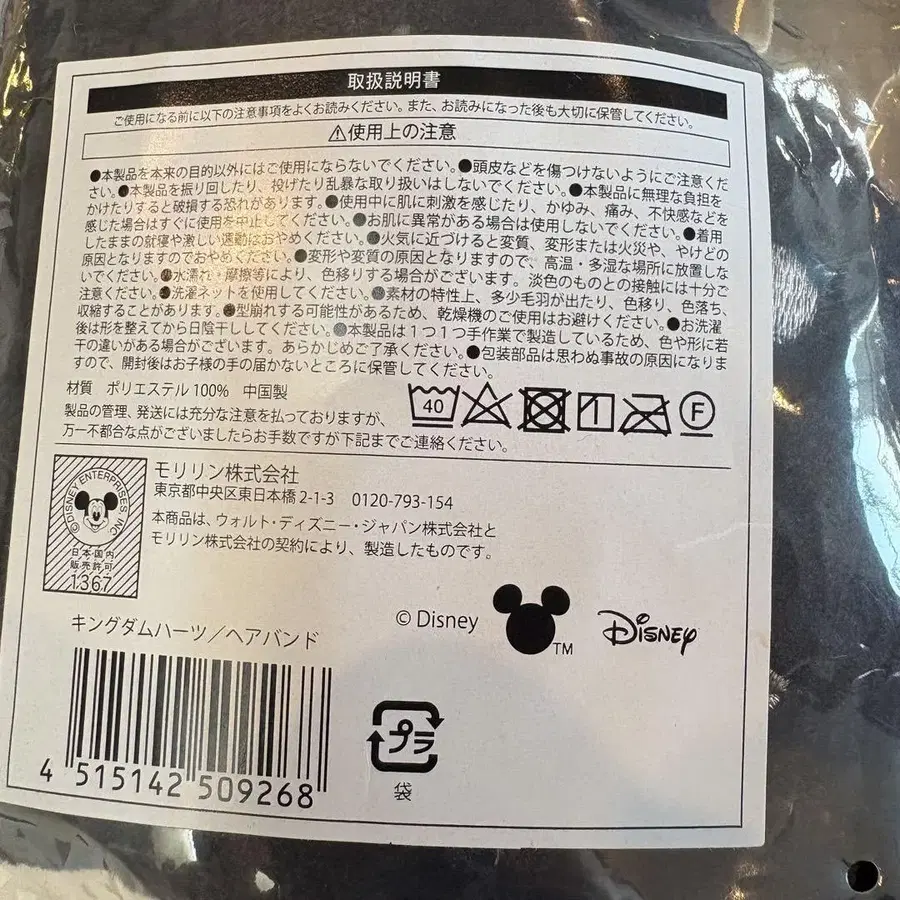 取扱説明書
ご使用になる前に以下の注意事項をよくお読みください。また、お読みになった後も大切に保管してください。
⚠使用上の注意
●本製品を本来の目的以外にはご使用にならないでください。●頭皮などを傷つけないようにご注意くだ
さい。●本製品を振り回したり、投げたり乱暴な取り扱いはしないでください。●本製品に無理な負担を
かけたりすると破損する恐れがあります。●使用中に肌に刺激を感じたり、かゆみ、痛み、不快感などを
感じた場合はすぐに使用を中止してください。●お肌に異常がある場合は使用しないでください。●着用
したままの就寝や激しい運動はおやめください。●火気に近づけると変質、変形または火災や、やけどの
原因となりますのでおやめください。●変形や変質の原因となりますので、高温・多湿な場所に放置しな
いでください。●水濡れ・摩擦等により、色移りする場合がございます。淡色のものとの接触には十分ご
注意ください。●洗濯ネットを使用してください。●素材の特性上、多少毛羽が出たり、色移り、色落ち、
収縮することがあります。●型崩れする可能性があるため、乾燥機のご使用はお避けください。●お洗濯
後は形を整えてから日陰干ししてください。●本製品は1つ1つ手作業で製造しているため、色や形に若
干の違いがある場合がございます。あらかじめご了承ください。●包装部品は思わぬ事故の原因になりま
すので、開封後はお子様の手の届かないところに保管してください。
材質 ポリエステル100% 中国製
製品の管理、発送には充分な注意を払っておりますが、
万一不都合な点がございましたらお手数ですが下記までご連絡ください。
40
F
モリリン株式会社
東京都中央区東日本橋2-1-3 0120-793-154
本商品は、ウォルト・ディズニー・ジャパン株式会社と
モリリン株式会社の契約により、製造したものです。
©DISNEY ENTERPRISES INC
日本国内
販売許可
1367
キングダムハーツ/ヘアバンド
© Disney
TM
Disney
4 515142 509268
プラ
袋